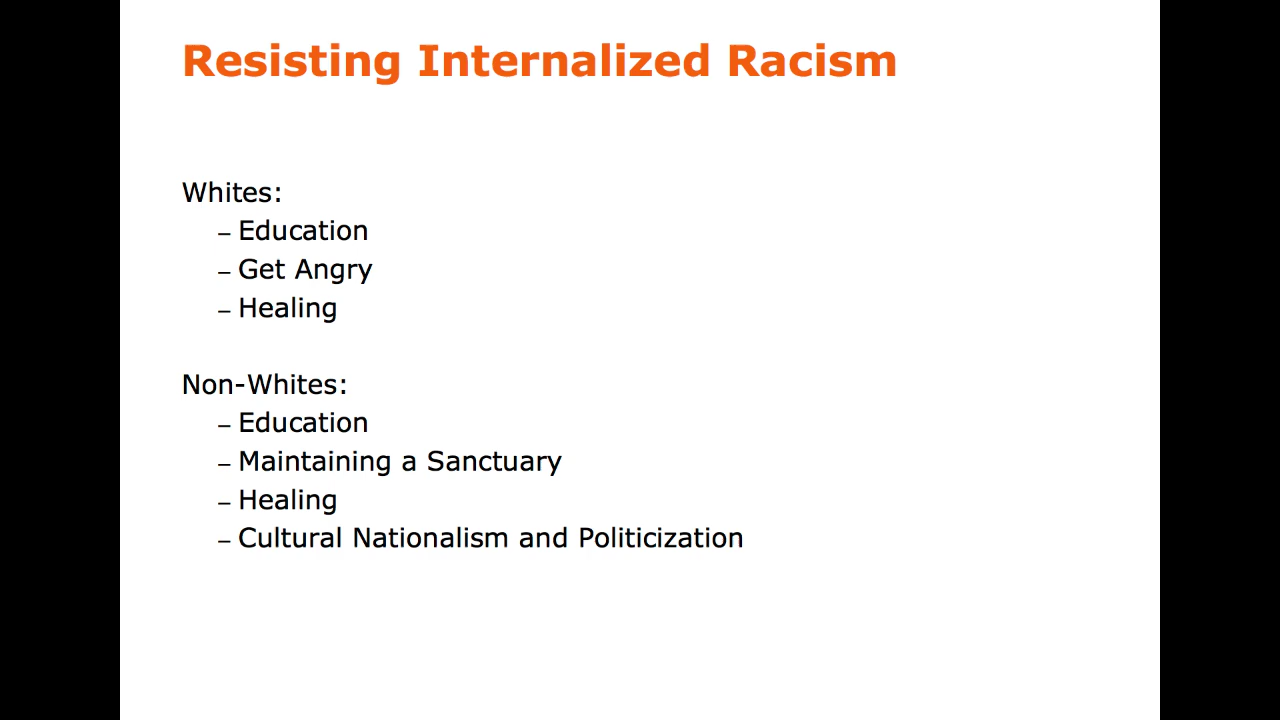 Resisting Internalized Racism
Whites:
– Education
– Get Angry
– Healing
Non-Whites:
– Education
– Maintaining a Sanctuary
– Healing
– Cultural Nationalism and Politicization